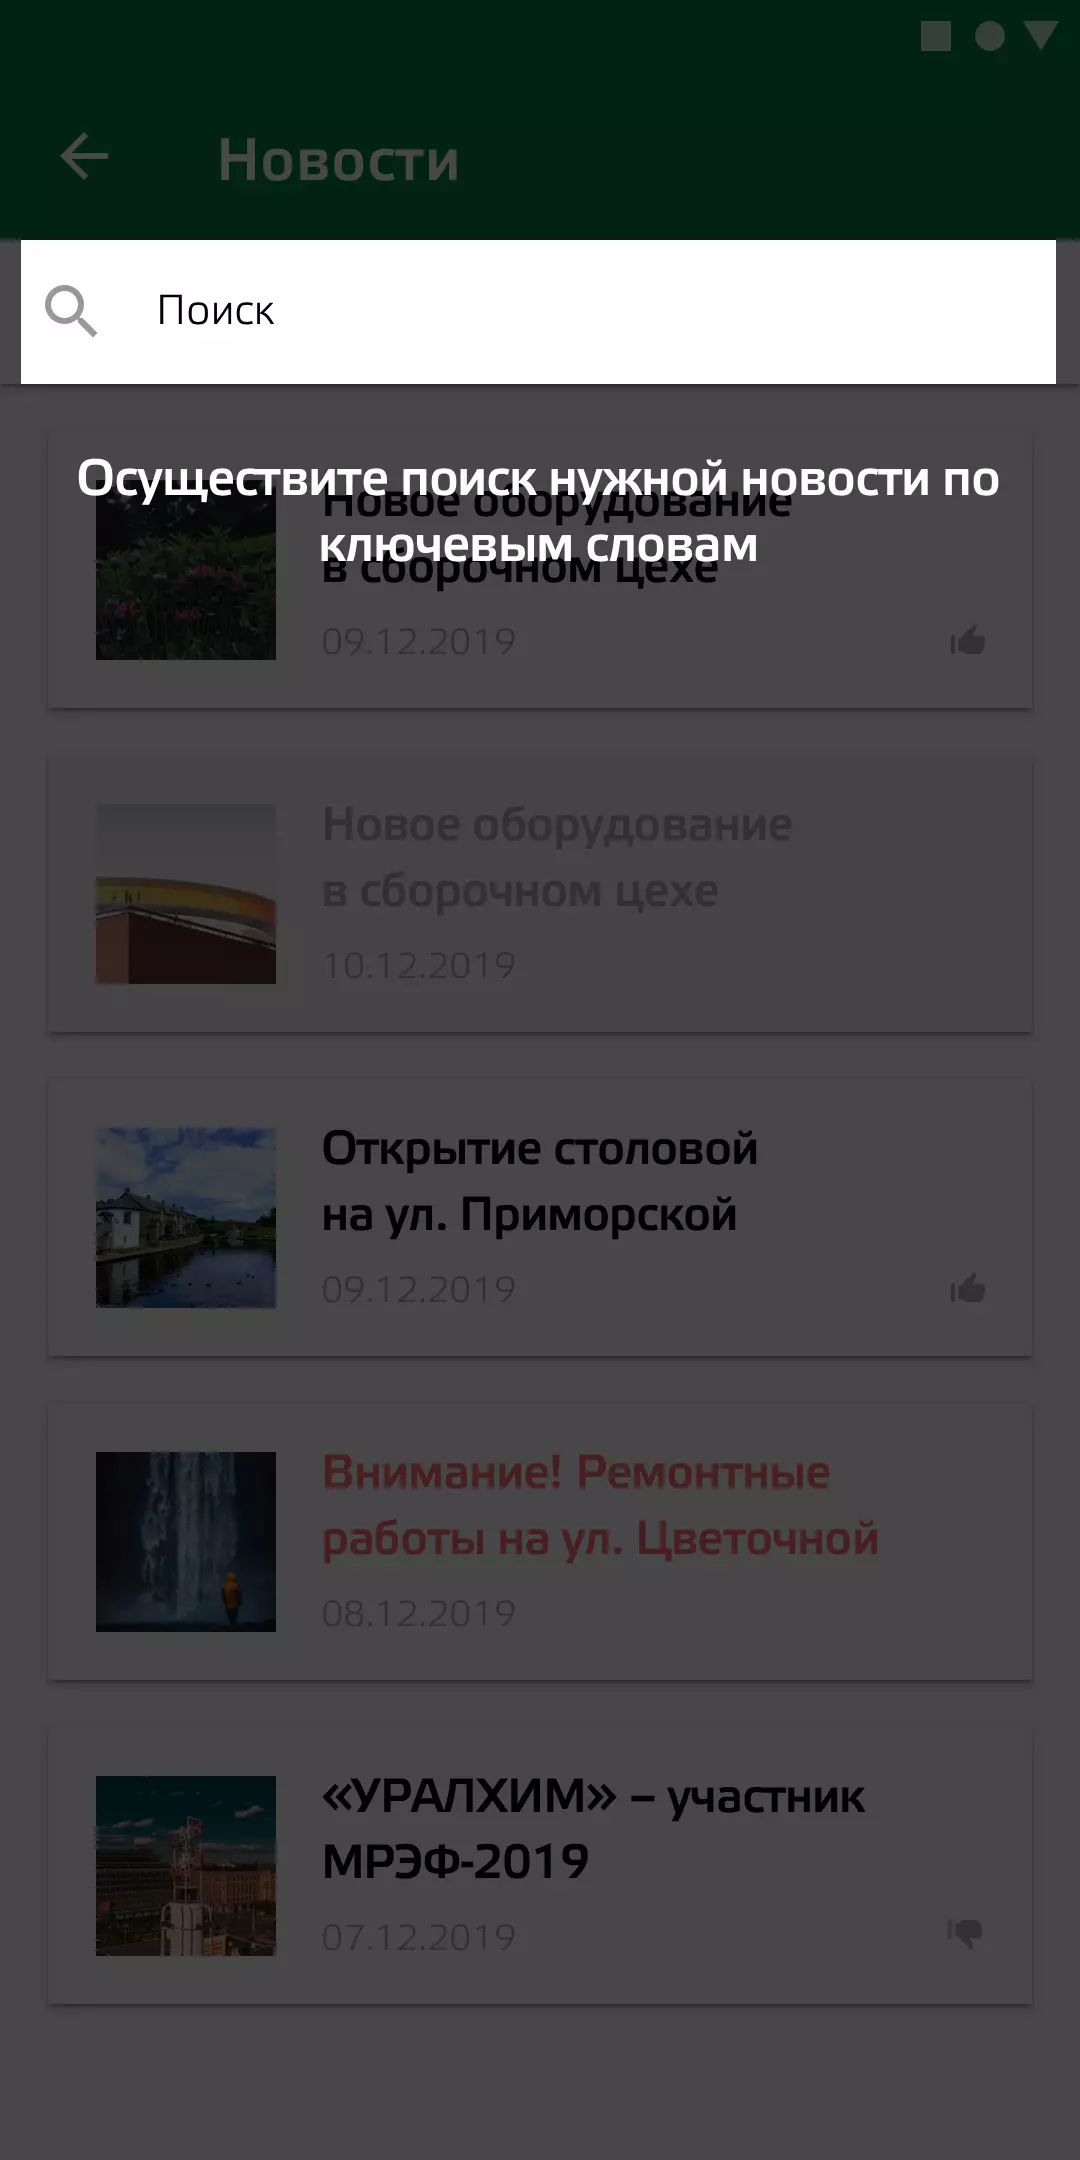 Новости
Поиск
Осуществите поиск нужной новости по
ключевым словам
Новое оборудование
в сборочном цехе
09.12.2019
Новое оборудование
в сборочном цехе
10.12.2019
Открытие столовой
на ул. Приморской
09.12.2019
Внимание! Ремонтные
работы на ул. Цветочной
08.12.2019
«УРАЛХИМ» – участник
МРЭФ-2019
07.12.2019